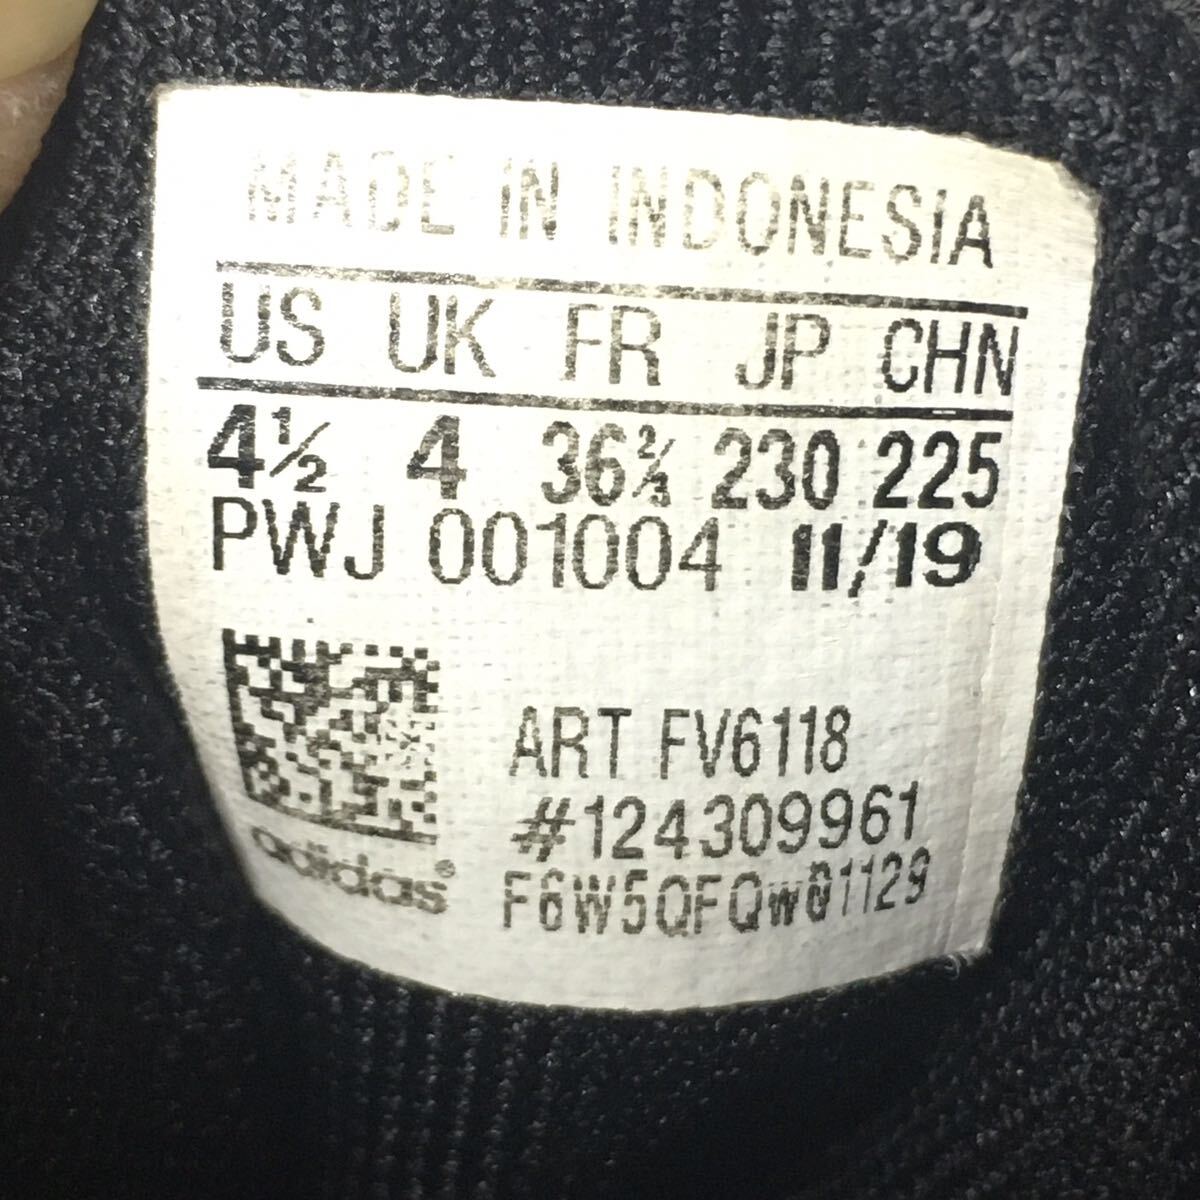 MADE IN INDONESIA
US UK FR JP CHN
4½ 4 36⅔ 230 225
PWJ 001004 11/19
ART FV6118
#124309961
F6W5QFQw01129
adidas®